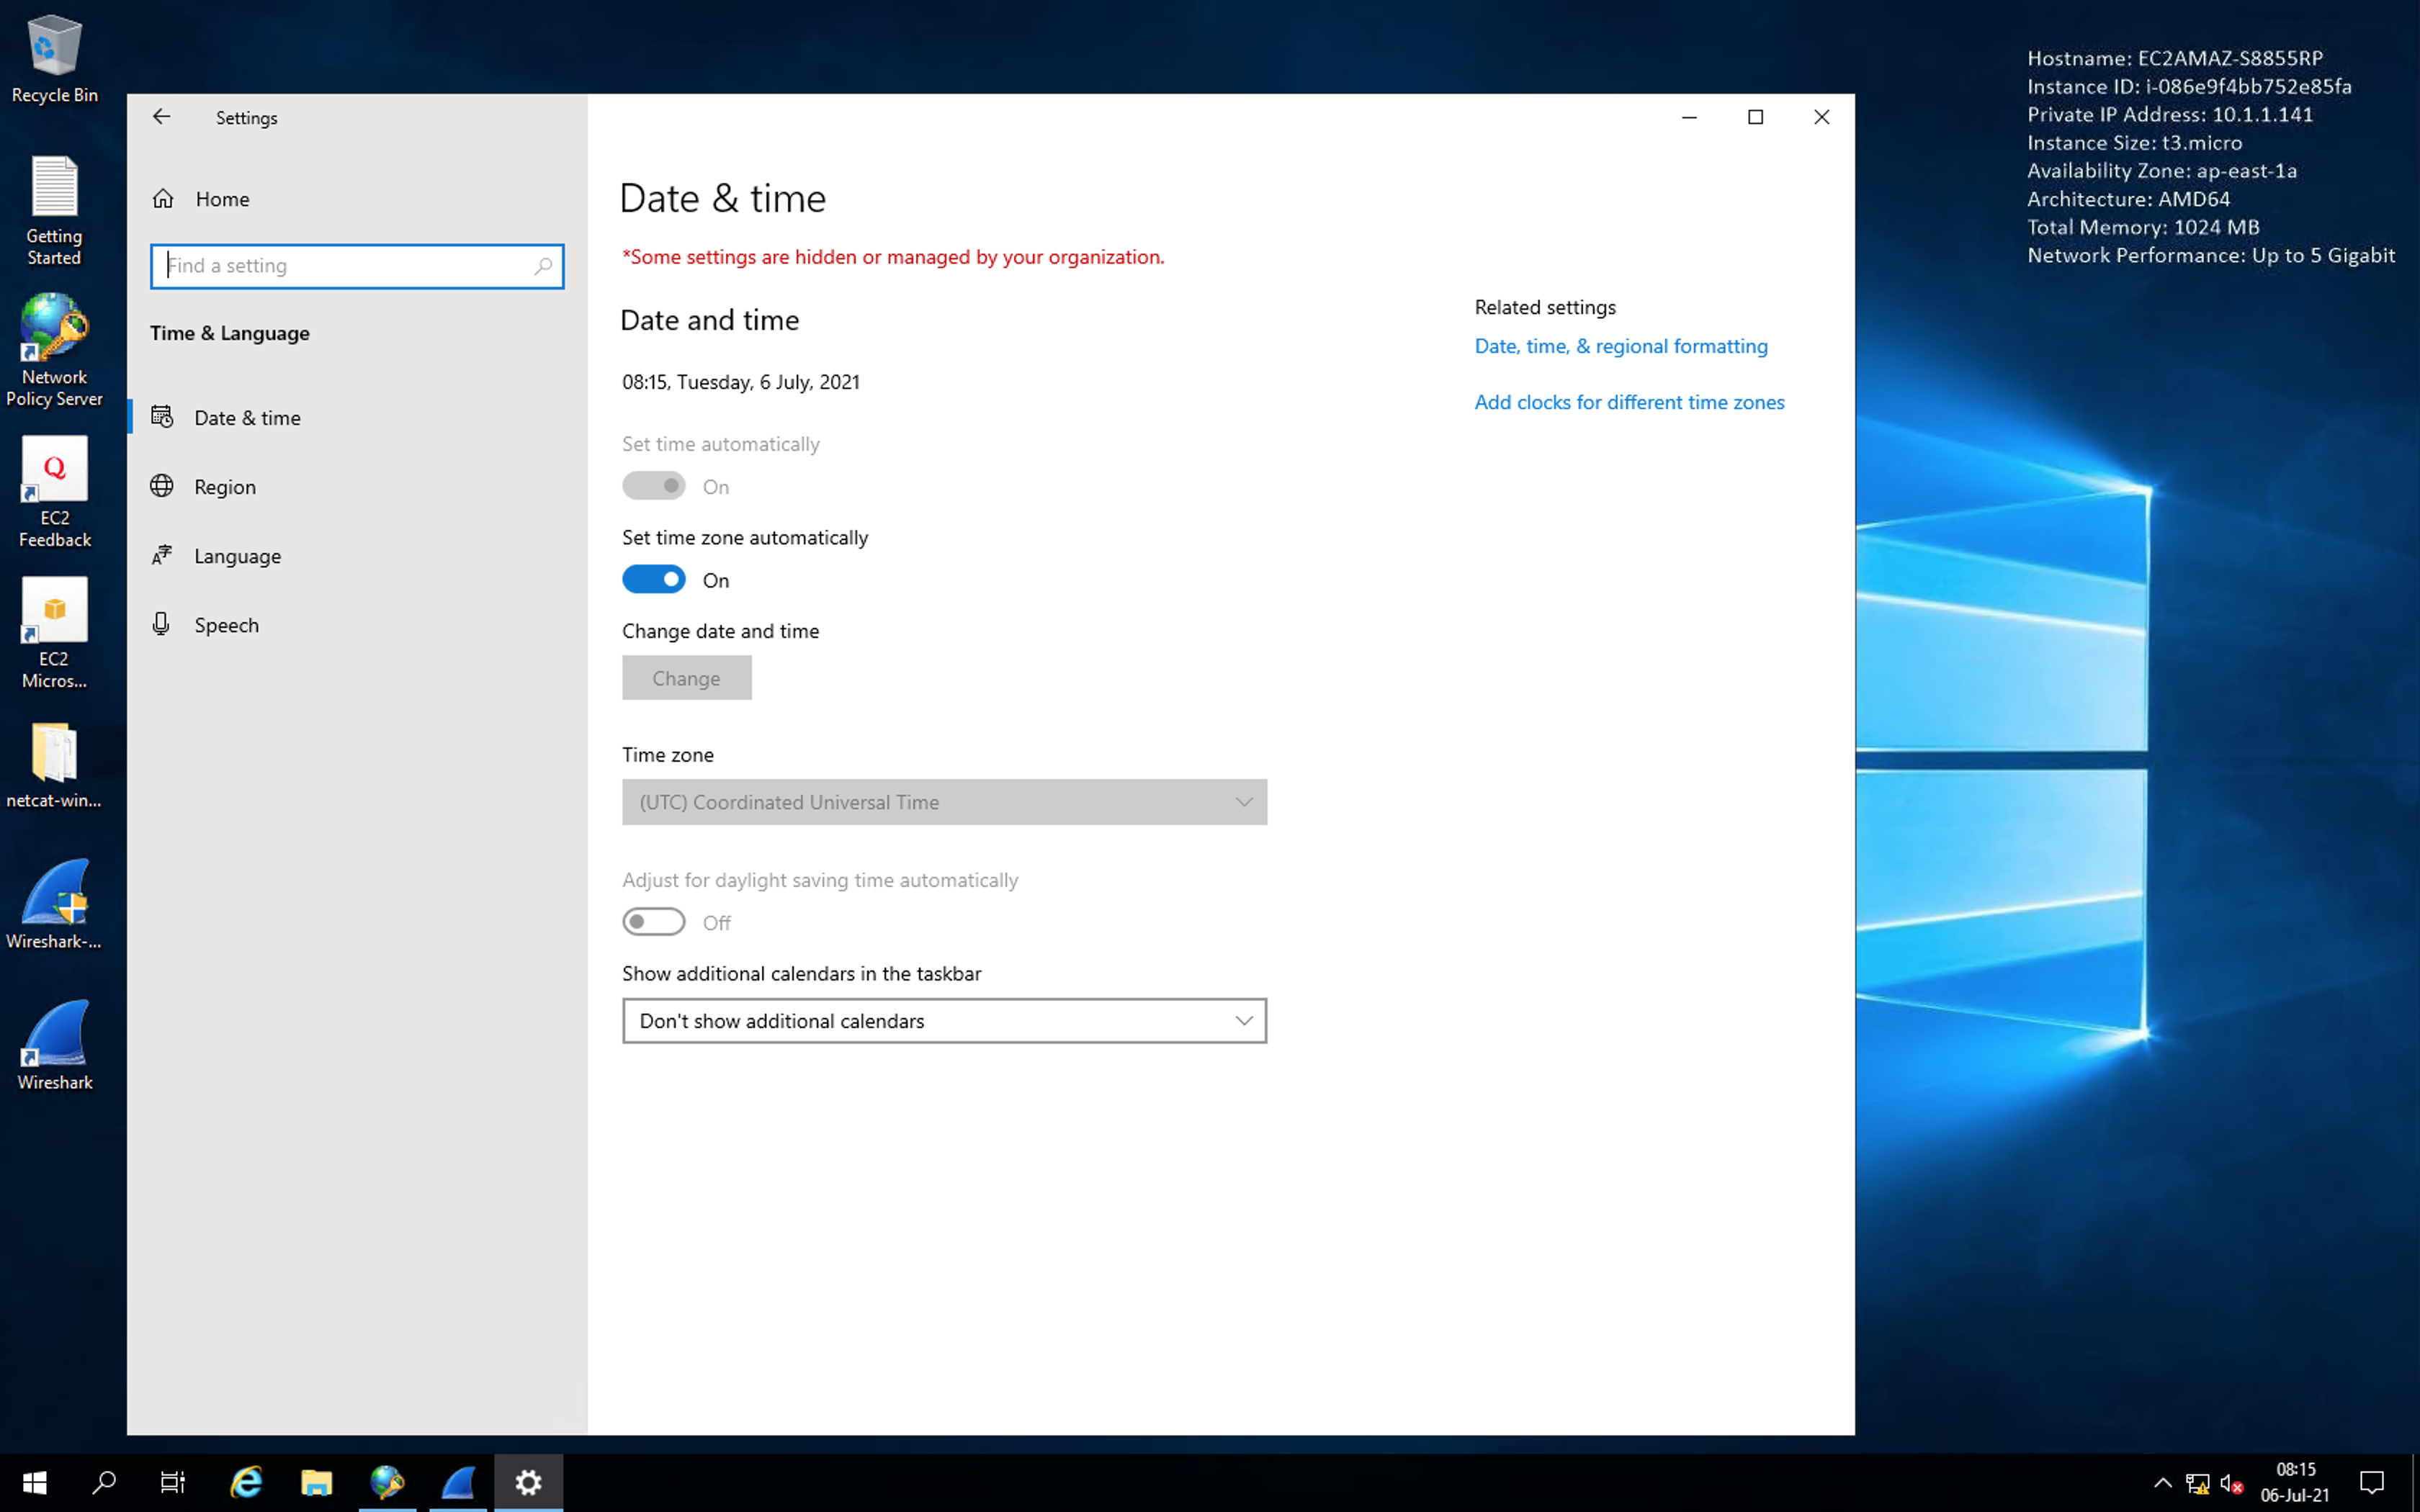 Recycle Bin
Getting
Started
Network
Policy Server
EC2
Feedback
EC2
Micros...
netcat-win...
Wireshark-...
Wireshark
Hostname: EC2AMAZ-S8855RP
Instance ID: i-086e9f4bb752e85fa
Private IP Address: 10.1.1.141
Instance Size: t3.micro
Availability Zone: ap-east-1a
Architecture: AMD64
Total Memory: 1024 MB
Network Performance: Up to 5 Gigabit
Settings
Home
Find a setting
Time & Language
Date & time
Region
Language
Speech
Date & time
*Some settings are hidden or managed by your organization.
Date and time
08:15, Tuesday, 6 July, 2021
Set time automatically
On
Set time zone automatically
On
Change date and time
Change
Time zone
(UTC) Coordinated Universal Time
Adjust for daylight saving time automatically
Off
Show additional calendars in the taskbar
Don't show additional calendars
Related settings
Date, time, & regional formatting
Add clocks for different time zones
08:15
06-Jul-21